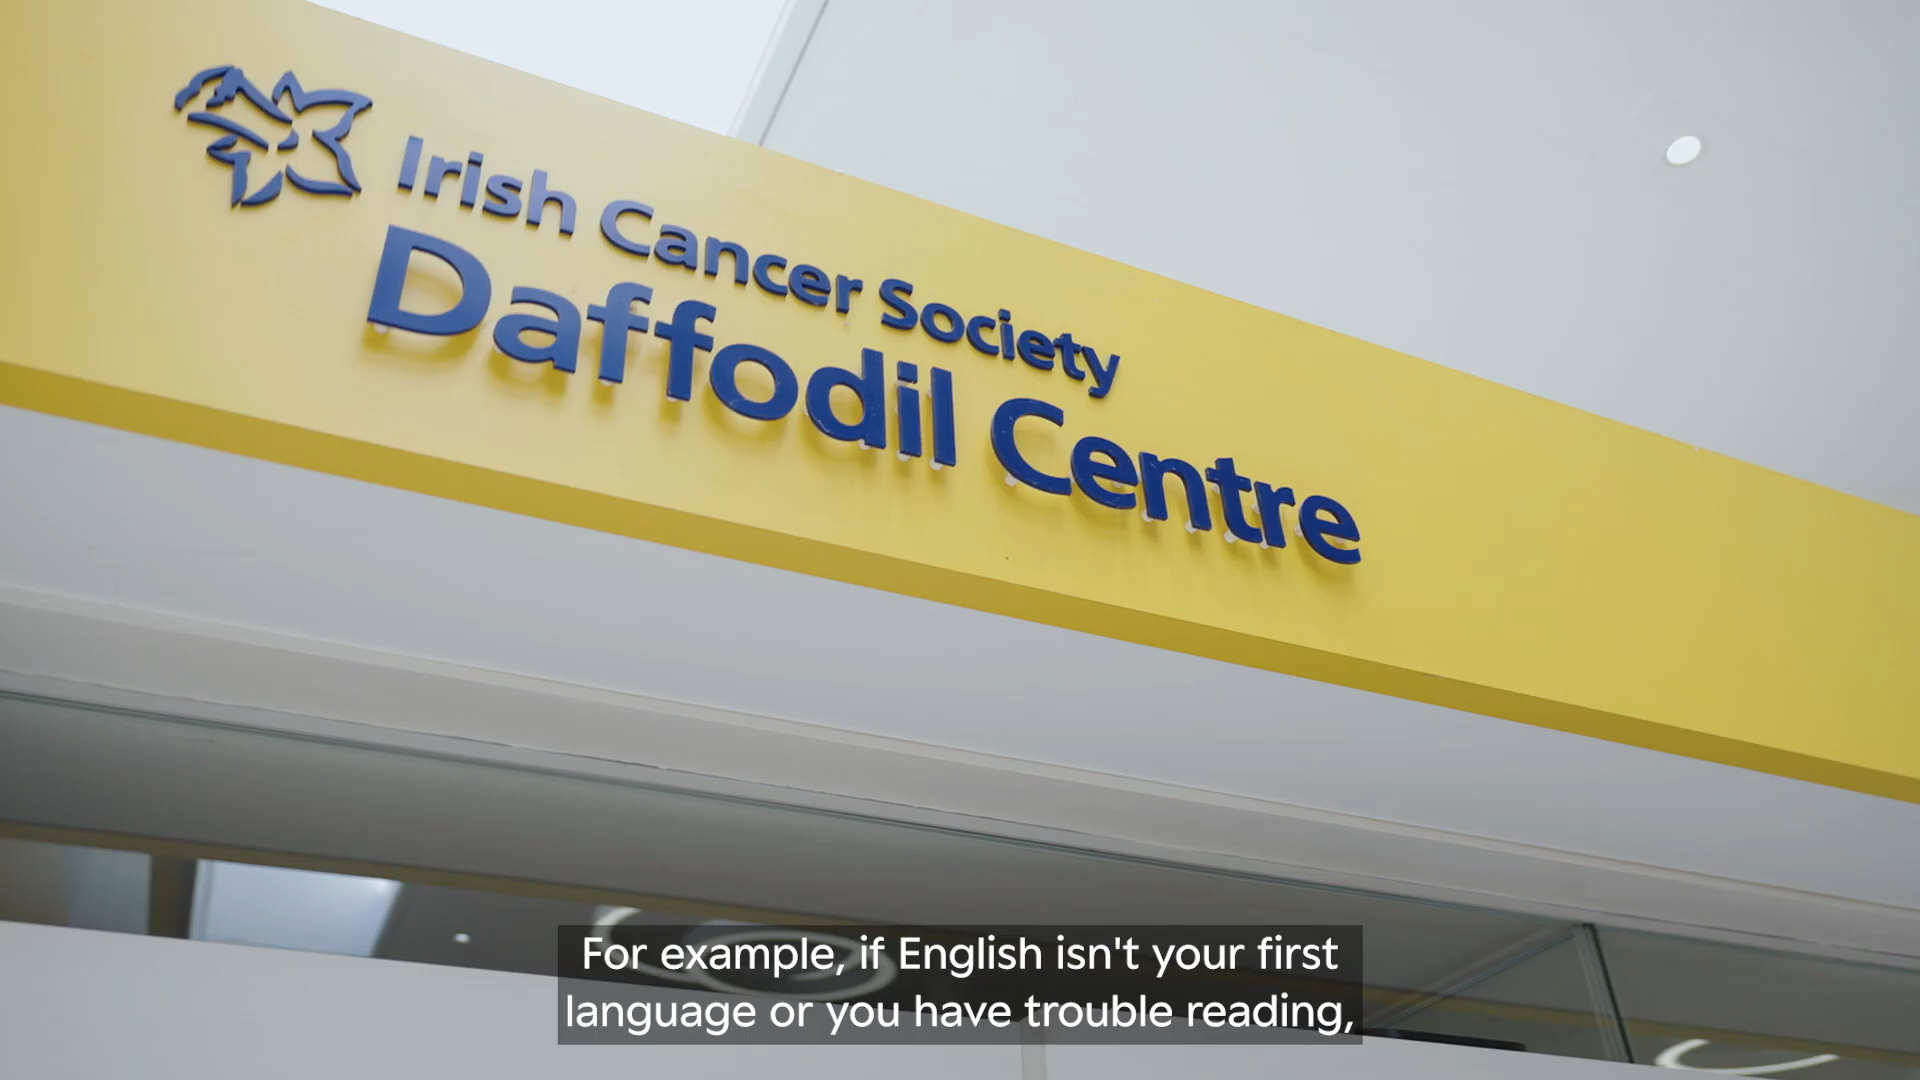 Irish Cancer Society
Daffodil Centre
For example, if English isn't your first
language or you have trouble reading,